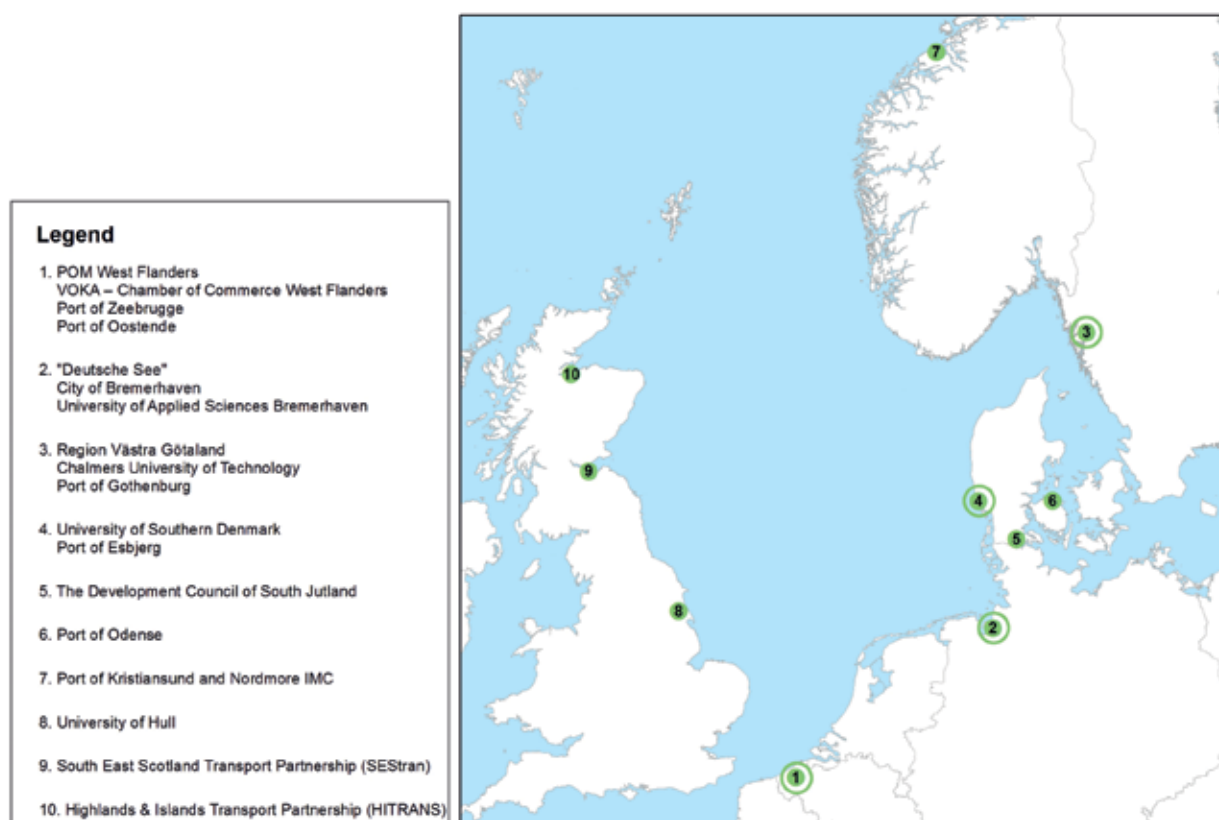 Legend
1. POM West Flanders
VOKA – Chamber of Commerce West Flanders
Port of Zeebrugge
Port of Oostende
2. "Deutsche See"
City of Bremerhaven
University of Applied Sciences Bremerhaven
3. Region Västra Götaland
Chalmers University of Technology
Port of Gothenburg
4. University of Southern Denmark
Port of Esbjerg
5. The Development Council of South Jutland
6. Port of Odense
7. Port of Kristiansund and Nordmore IMC
8. University of Hull
9. South East Scotland Transport Partnership (SEStran)
10. Highlands & Islands Transport Partnership (HITRANS)
7
3
10
9
4
6
5
8
2
1